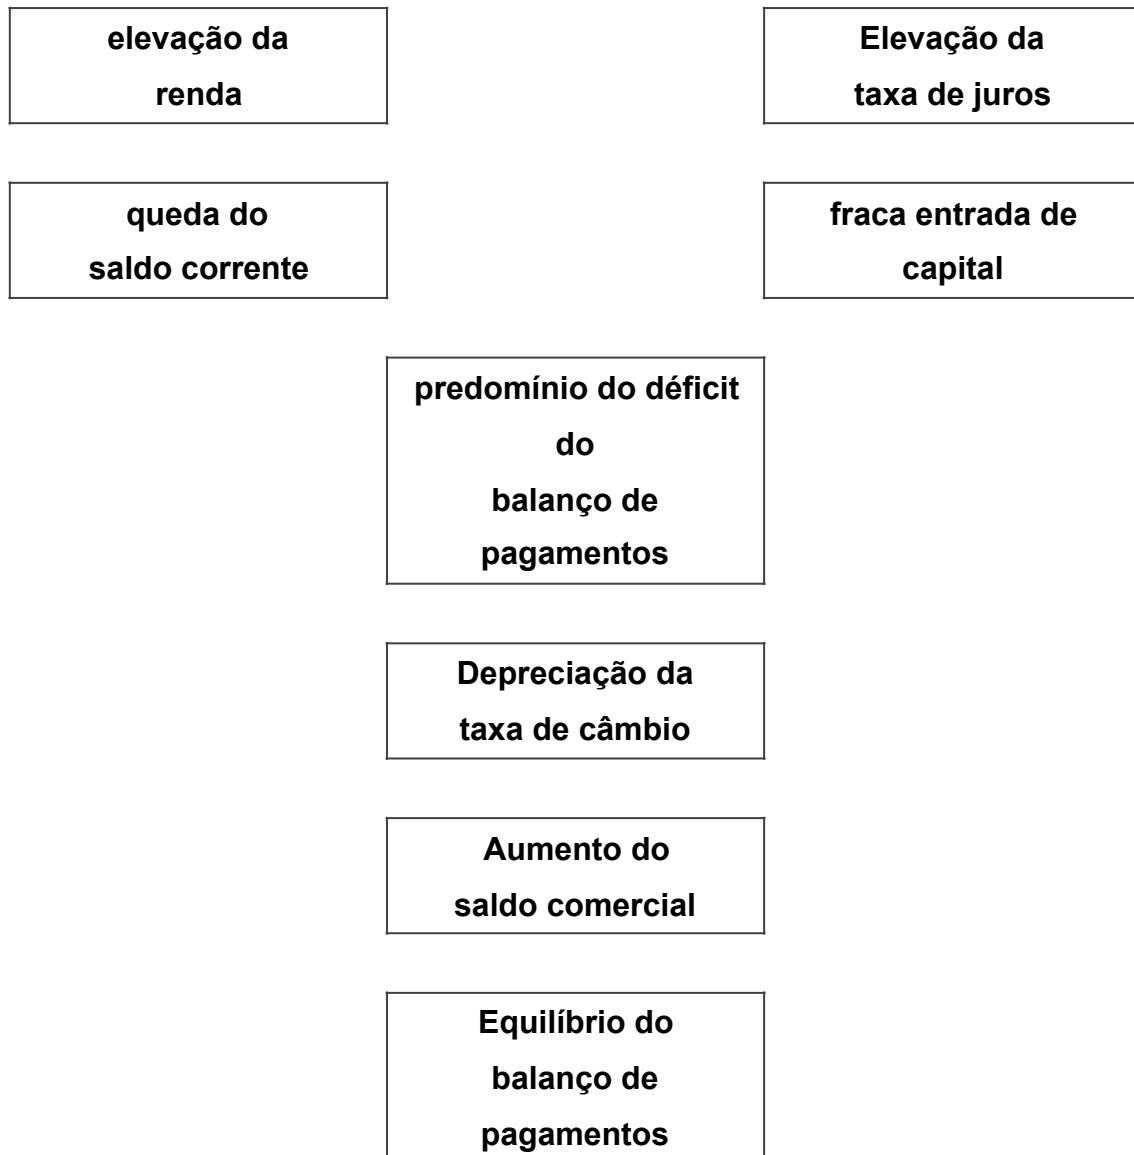 elevação da
renda
Elevação da
taxa de juros
queda do
saldo corrente
fraca entrada de
capital
predomínio do déficit
do
balanço de
pagamentos
Depreciação da
taxa de câmbio
Aumento do
saldo comercial
Equilíbrio do
balanço de
pagamentos